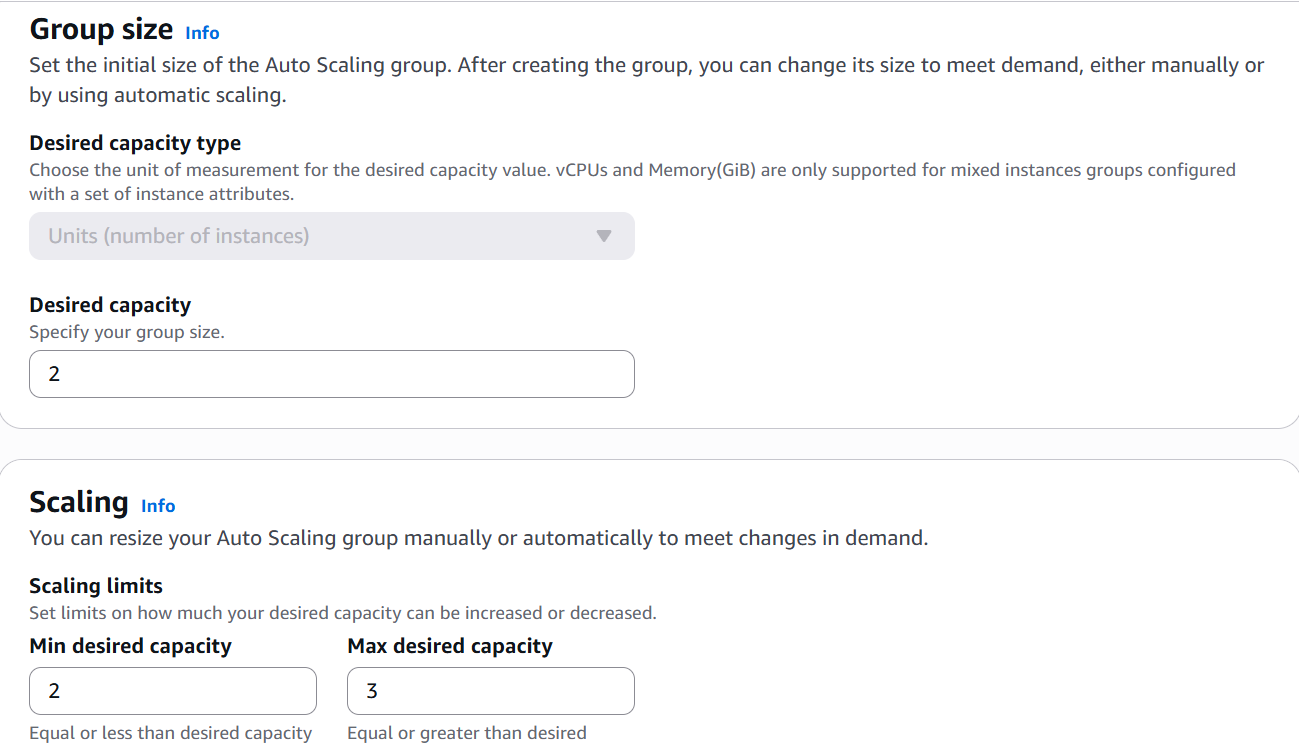 Group size Info
Set the initial size of the Auto Scaling group. After creating the group, you can change its size to meet demand, either manually or
by using automatic scaling.
Desired capacity type
Choose the unit of measurement for the desired capacity value. vCPUs and Memory(GiB) are only supported for mixed instances groups configured
with a set of instance attributes.
Units (number of instances)
Desired capacity
Specify your group size.
2
Scaling Info
You can resize your Auto Scaling group manually or automatically to meet changes in demand.
Scaling limits
Set limits on how much your desired capacity can be increased or decreased.
Min desired capacity Max desired capacity
2 3
Equal or less than desired capacity Equal or greater than desired